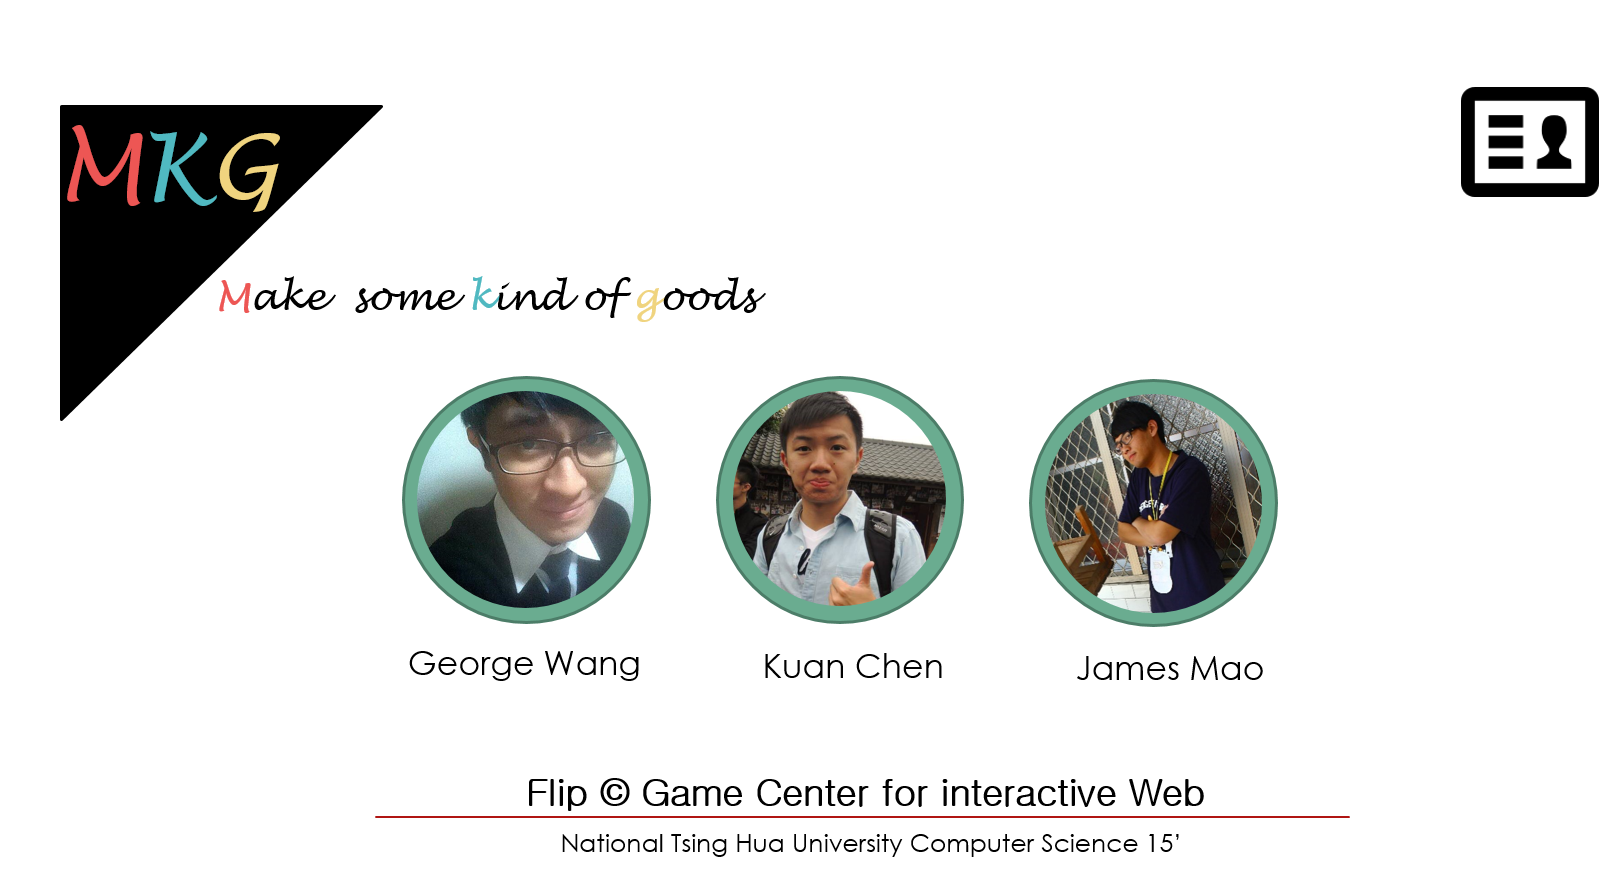 MKG
Make some kind of goods
George Wang
Kuan Chen
James Mao
Flip © Game Center for interactive Web
National Tsing Hua University Computer Science 15’